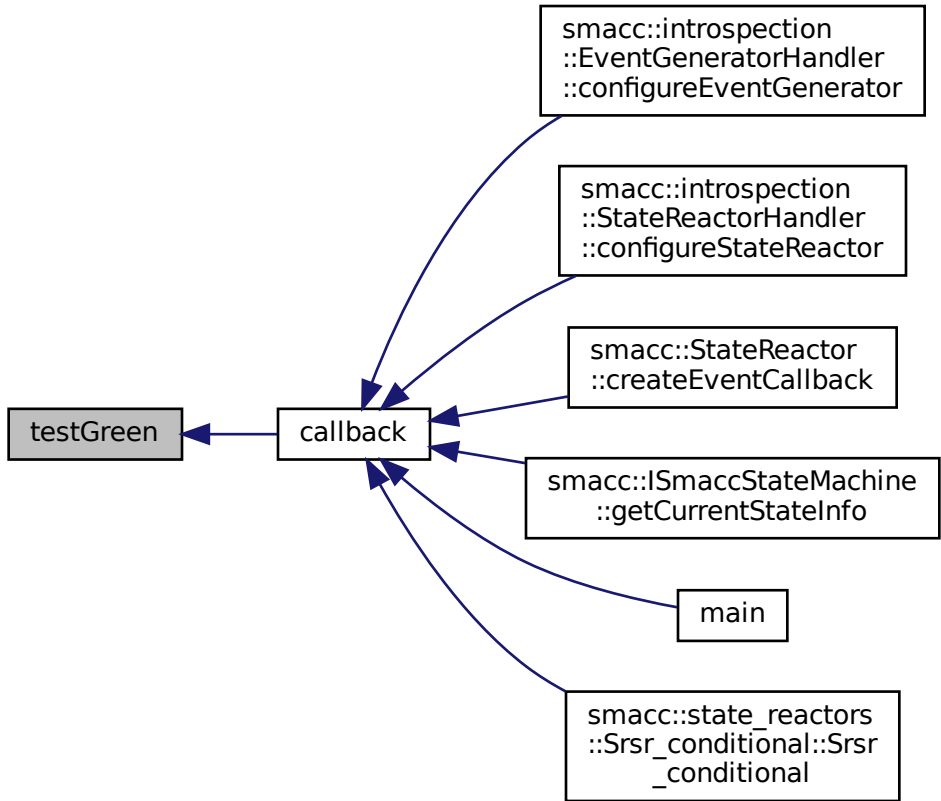 smacc::introspection
::EventGeneratorHandler
::configureEventGenerator
smacc::introspection
::StateReactorHandler
::configureStateReactor
smacc::StateReactor
::createEventCallback
testGreen
callback
smacc::ISmaccStateMachine
::getCurrentStateInfo
main
smacc::state_reactors
::Srsr_conditional::Srsr
_conditional